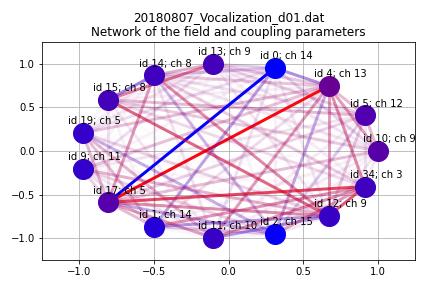 20180807_Vocalization_d01.dat
Network of the field and coupling parameters
id 13; ch 9
id 0; ch 14
id 14; ch 8
id 4; ch 13
id 15; ch 8
id 5; ch 12
id 19; ch 5
id 10; ch 9
id 9; ch 11
id 34; ch 3
id 17; ch 5
id 12; ch 9
id 1; ch 14
id 11; ch 10
id 2; ch 15
1.0
0.5
0.0
−0.5
−1.0
−1.0 −0.5 0.0 0.5 1.0